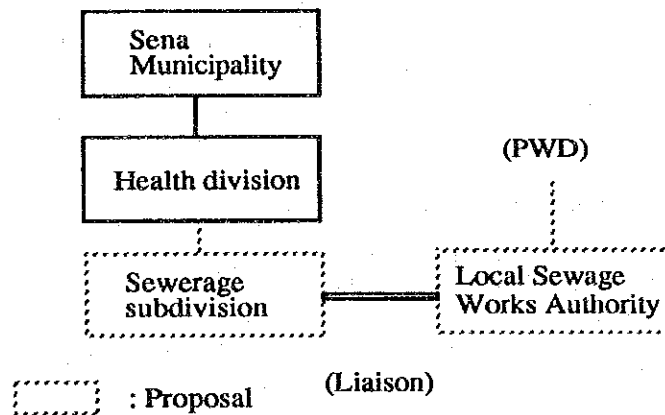 Sena
Municipality
Health division
(PWD)
Sewerage
subdivision
Local Sewage
Works Authority
(Liaison)
: Proposal